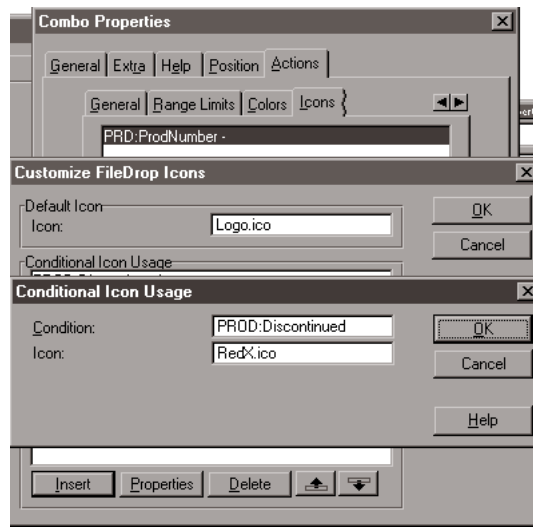 Combo Properties
General Extra Help Position Actions
General Range Limits Colors Icons
PRD:ProdNumber -
Customize FileDrop Icons
Default Icon
Icon: Logo.ico
OK
Cancel
Conditional Icon Usage
Conditional Icon Usage
Condition: PROD:Discontinued
Icon: RedX.ico
OK
Cancel
Help
Insert Properties Delete